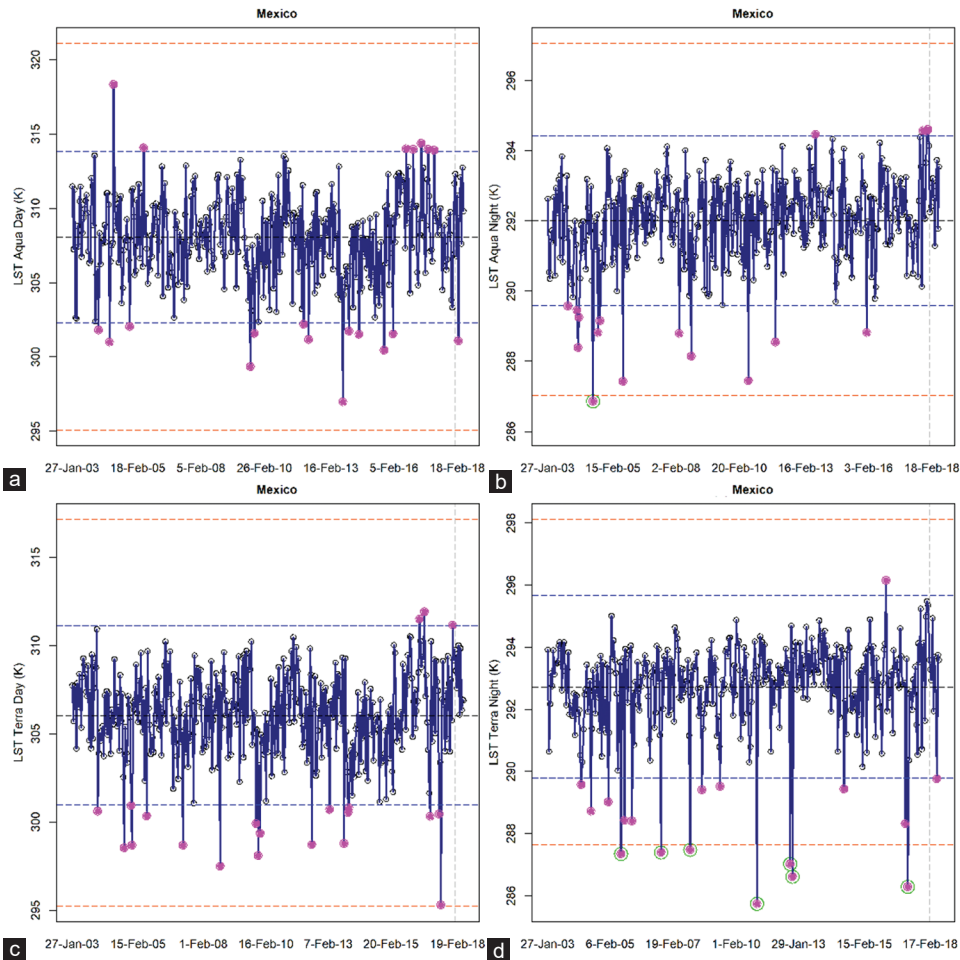 Mexico
LST Aqua Day (K)
320
315
310
305
300
295
27-Jan-03 18-Feb-05 5-Feb-08 26-Feb-10 16-Feb-13 5-Feb-16 18-Feb-18
a
Mexico
LST Aqua Night (K)
296
294
292
290
288
286
27-Jan-03 15-Feb-05 2-Feb-08 20-Feb-10 16-Feb-13 3-Feb-16 18-Feb-18
b
Mexico
LST Terra Day (K)
315
310
305
300
295
27-Jan-03 15-Feb-05 1-Feb-08 16-Feb-10 7-Feb-13 20-Feb-15 19-Feb-18
c
Mexico
LST Terra Night (K)
298
296
294
292
290
288
286
27-Jan-03 6-Feb-05 19-Feb-07 1-Feb-10 29-Jan-13 15-Feb-15 17-Feb-18
d